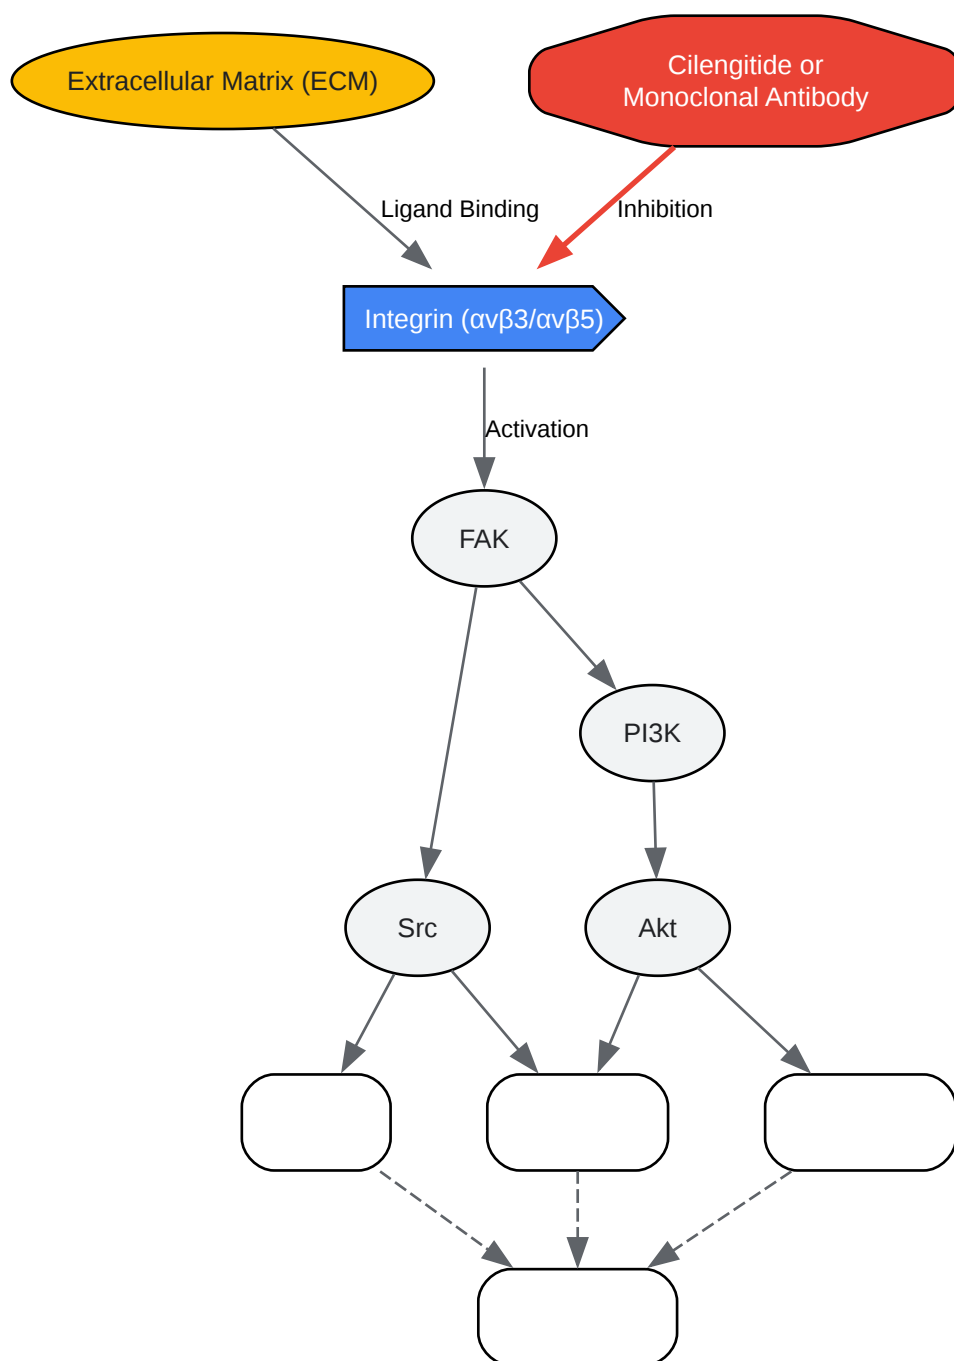 Extracellular Matrix (ECM)
Cilengitide or
Monoclonal Antibody
Ligand Binding
Inhibition
Integrin (αvβ3/αvβ5)
Activation
FAK
PI3K
Src
Akt